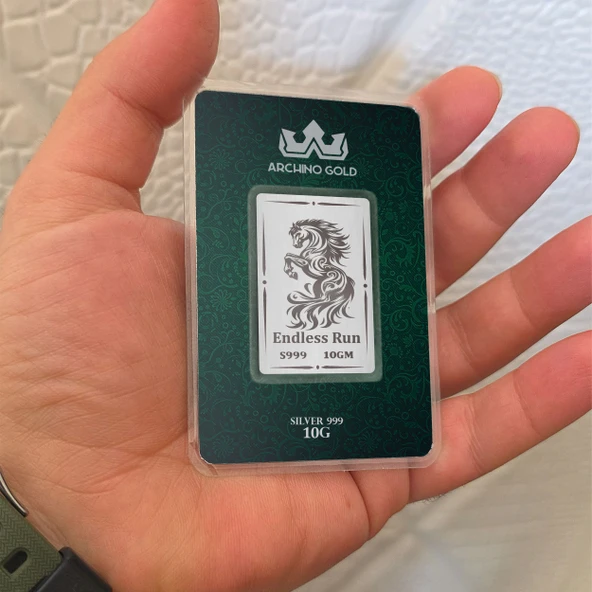 ARCHINO GOLD
Endless Run
S999 10GM
SILVER 999
10G